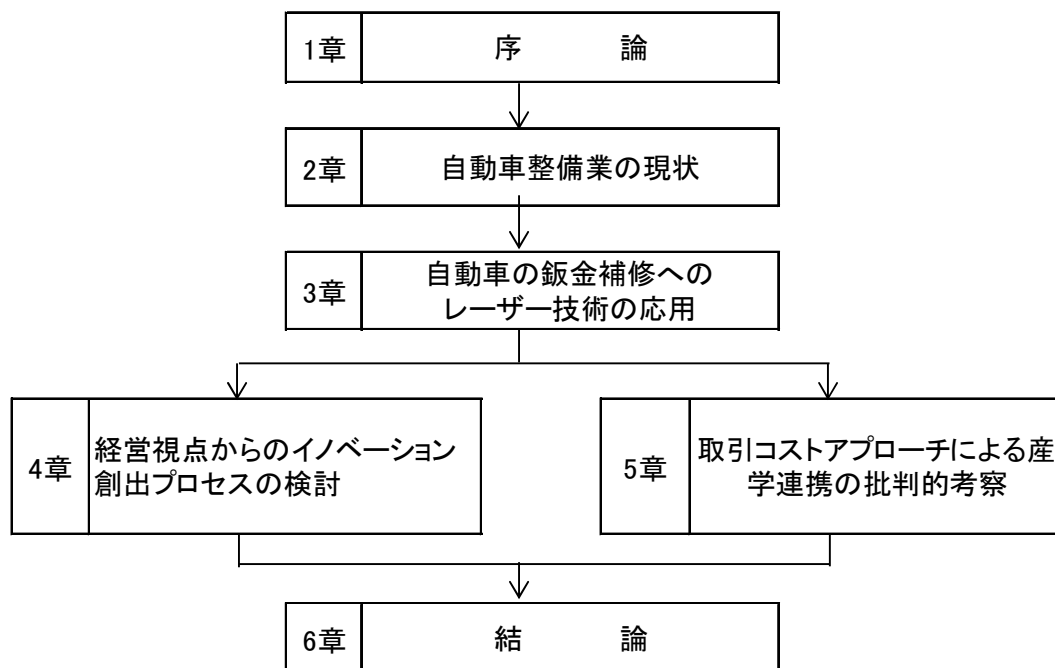 1章 序 論
2章 自動車整備業の現状
3章 自動車の鈑金補修への
レーザー技術の応用
4章 経営視点からのイノベーション
創出プロセスの検討
5章 取引コストアプローチによる産
学連携の批判的考察
6章 結 論